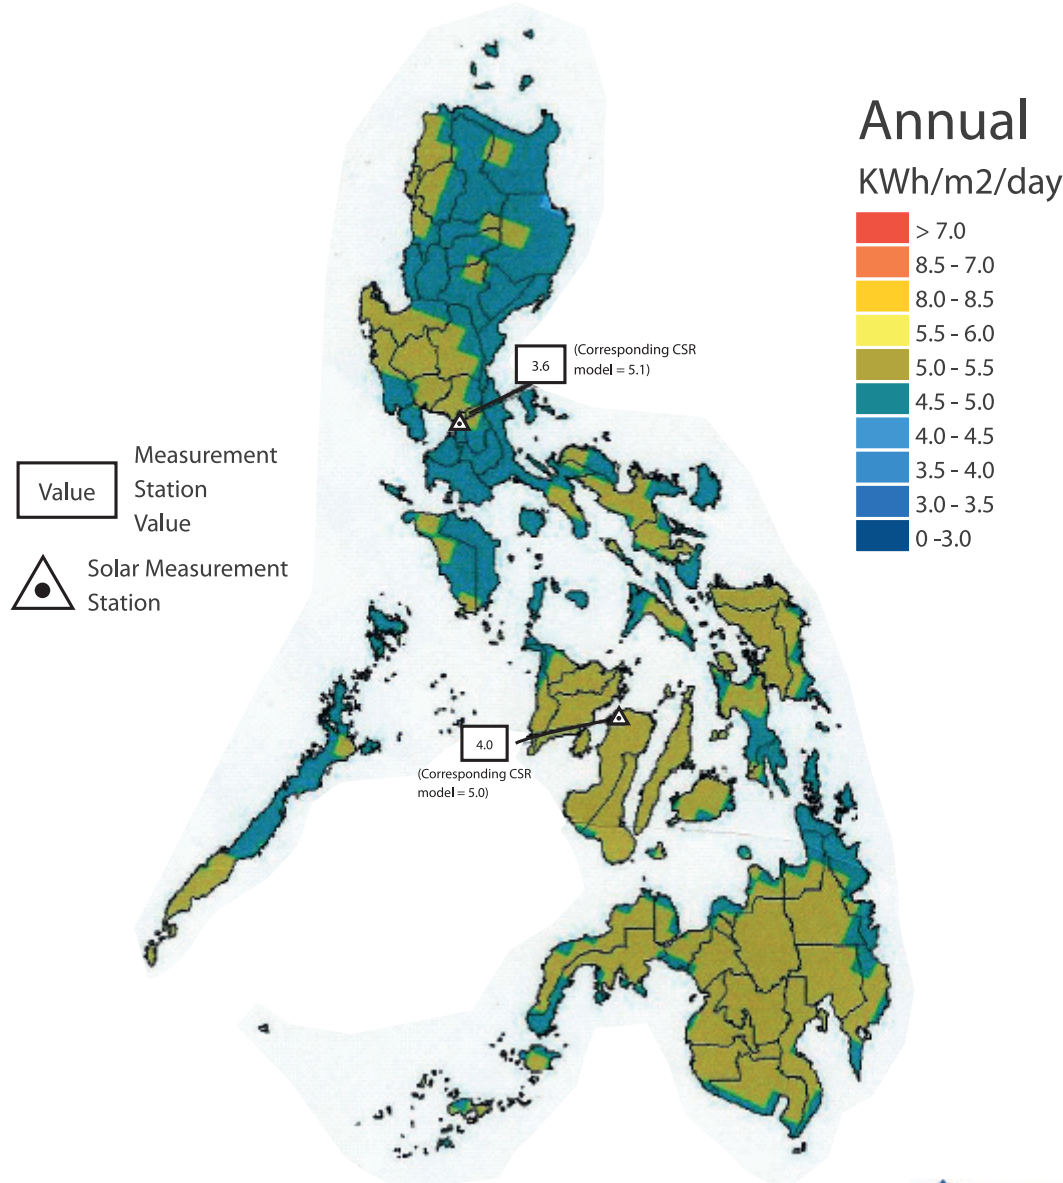 Annual
KWh/m2/day
> 7.0
8.5 - 7.0
8.0 - 8.5
5.5 - 6.0
5.0 - 5.5
4.5 - 5.0
4.0 - 4.5
3.5 - 4.0
3.0 - 3.5
0 -3.0
3.6
(Corresponding CSR
model = 5.1)
Value
Measurement
Station
Value
Solar Measurement
Station
4.0
(Corresponding CSR
model = 5.0)